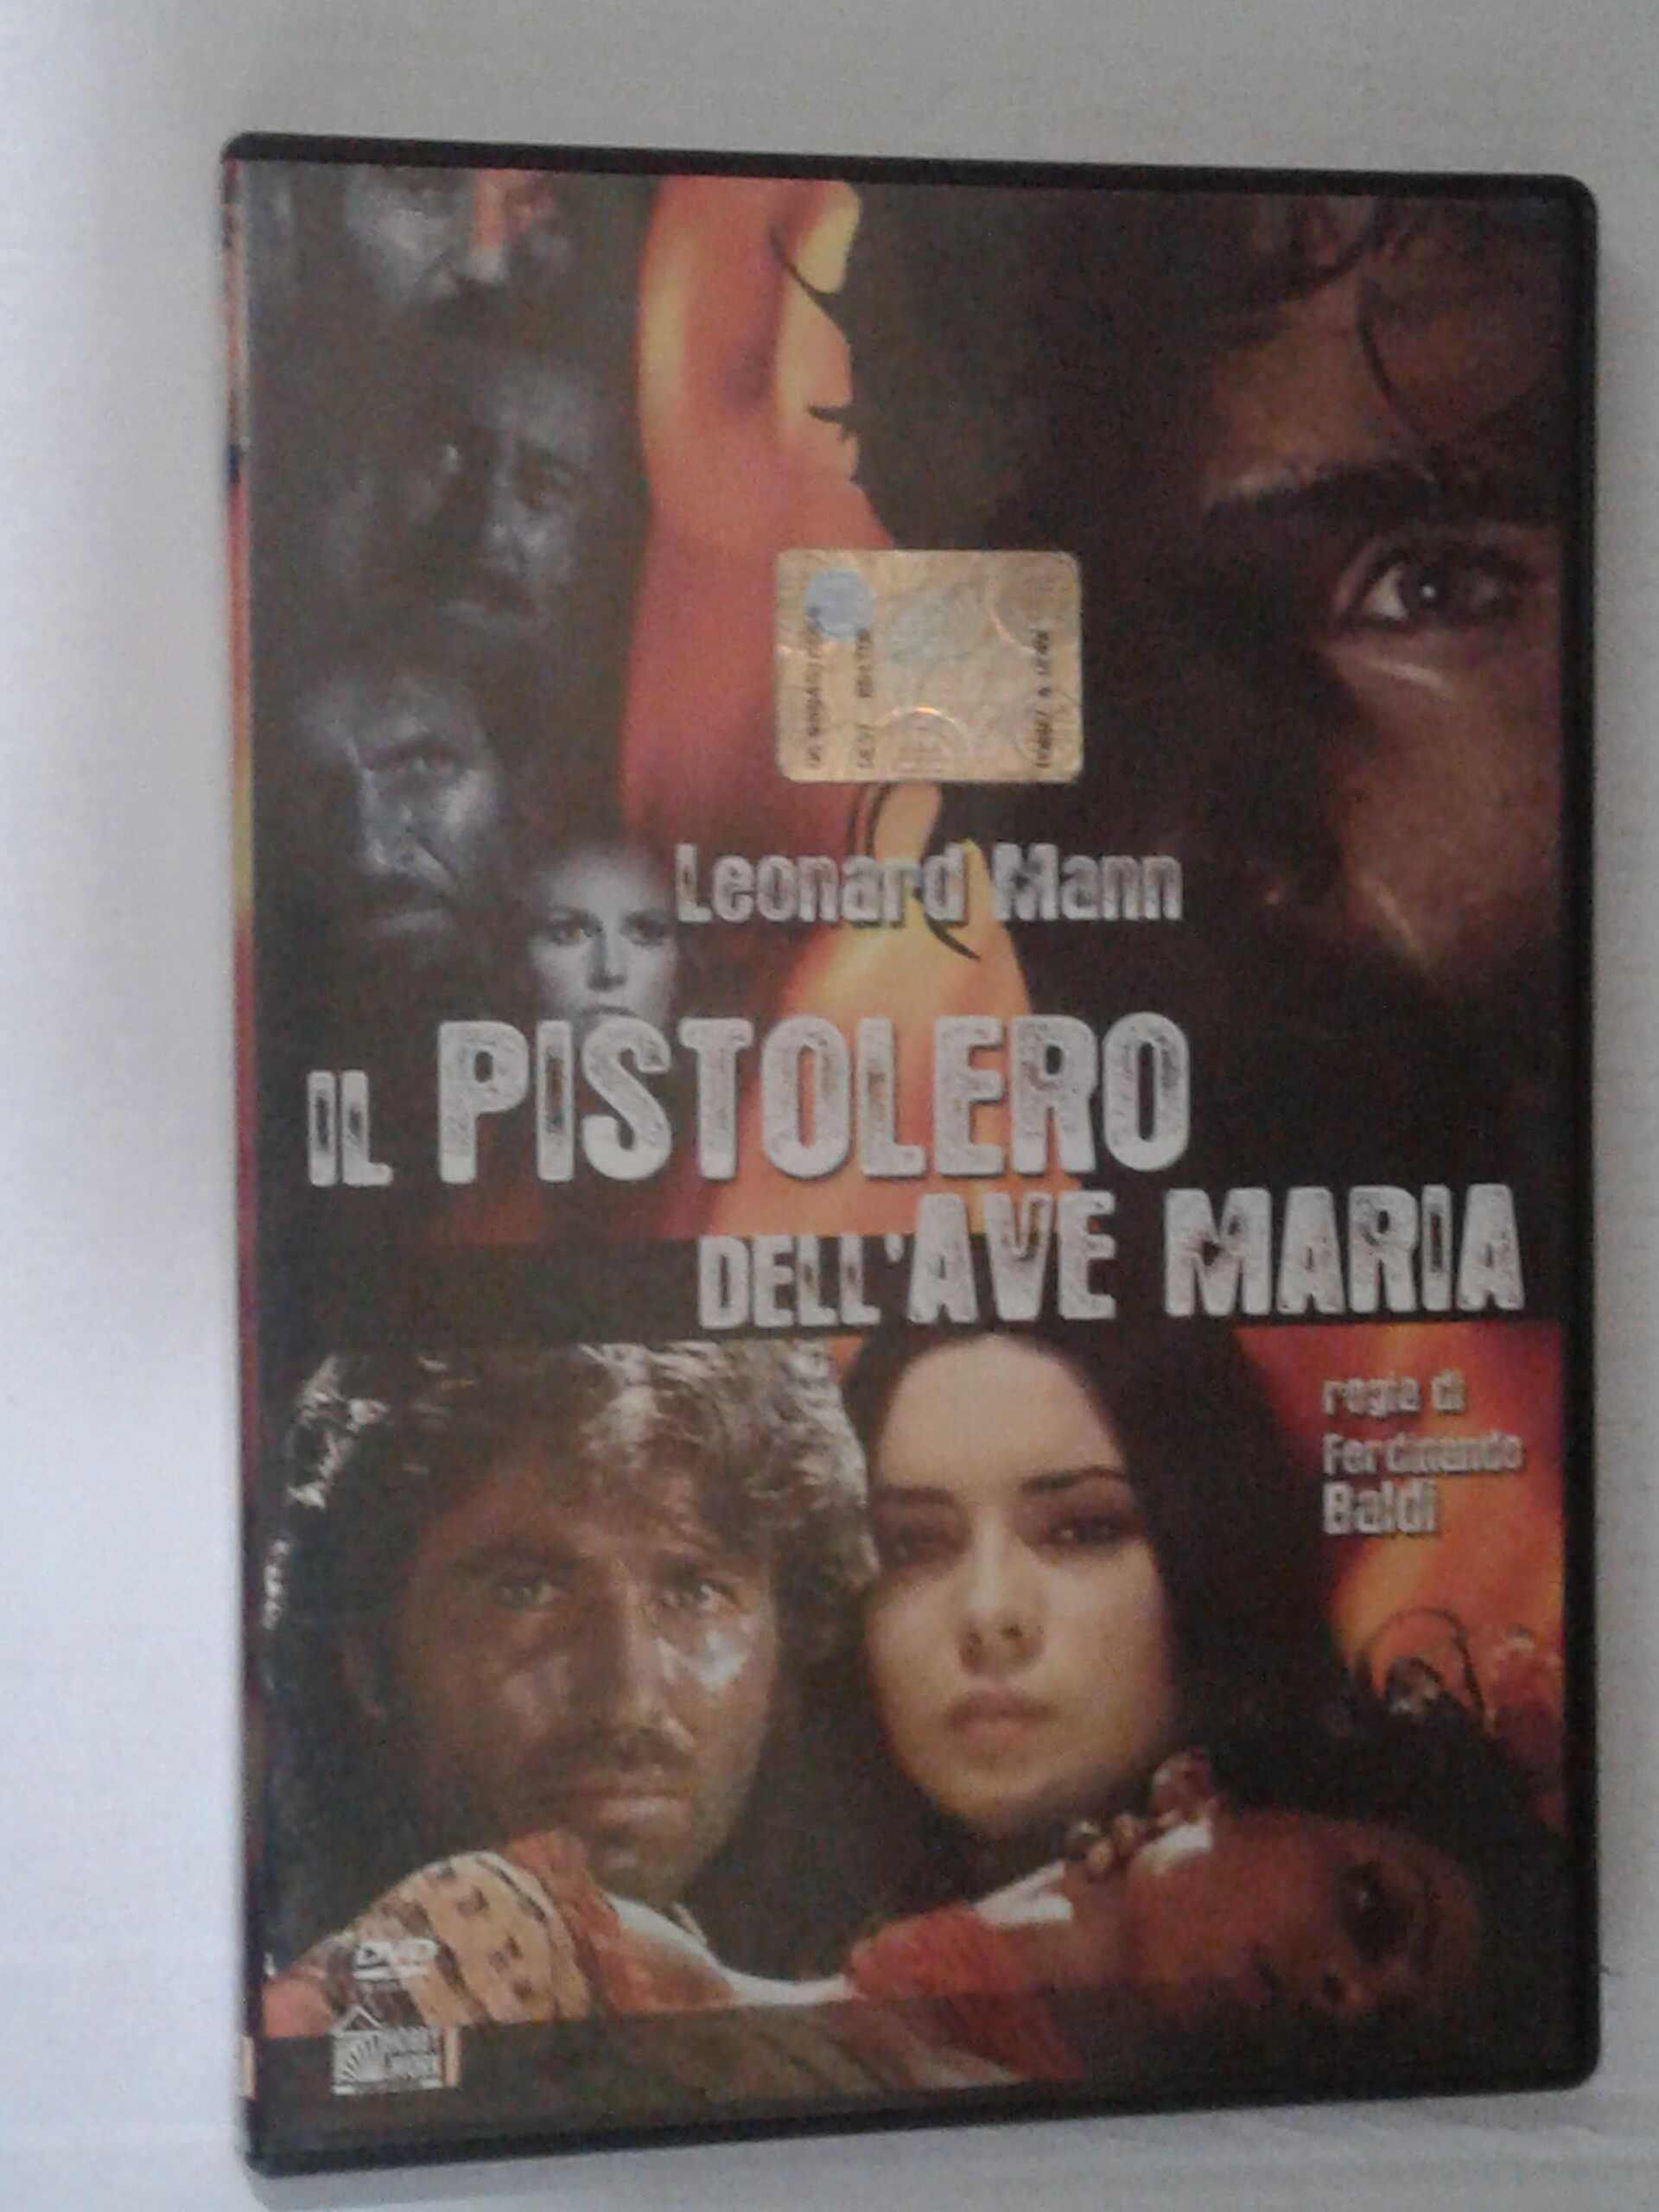 Leonard Mann
IL PISTOLERO
DELL'AVE MARIA
regia di
Ferdinando
Baldi
DVD